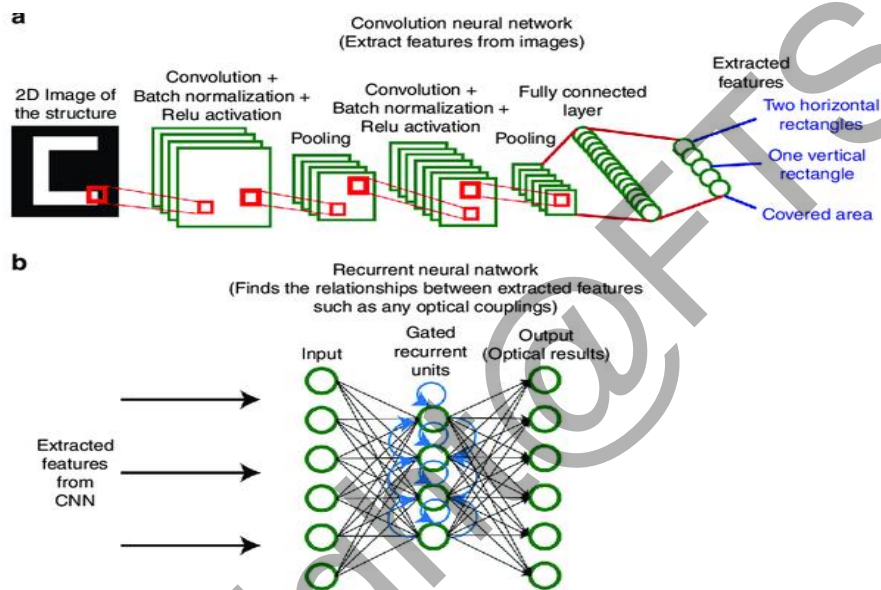 a
Convolution neural network
(Extract features from images)
2D Image of
the structure
Convolution +
Batch normalization +
Relu activation
Pooling
Convolution +
Batch normalization +
Relu activation
Pooling
Fully connected
layer
Extracted
features
Two horizontal
rectangles
One vertical
rectangle
Covered area
b
Recurrent neural natwork
(Finds the relationships between extracted features
such as any optical couplings)
Input
Gated
recurrent
units
Output
(Optical results)
Extracted
features
from
CNN
@FTS